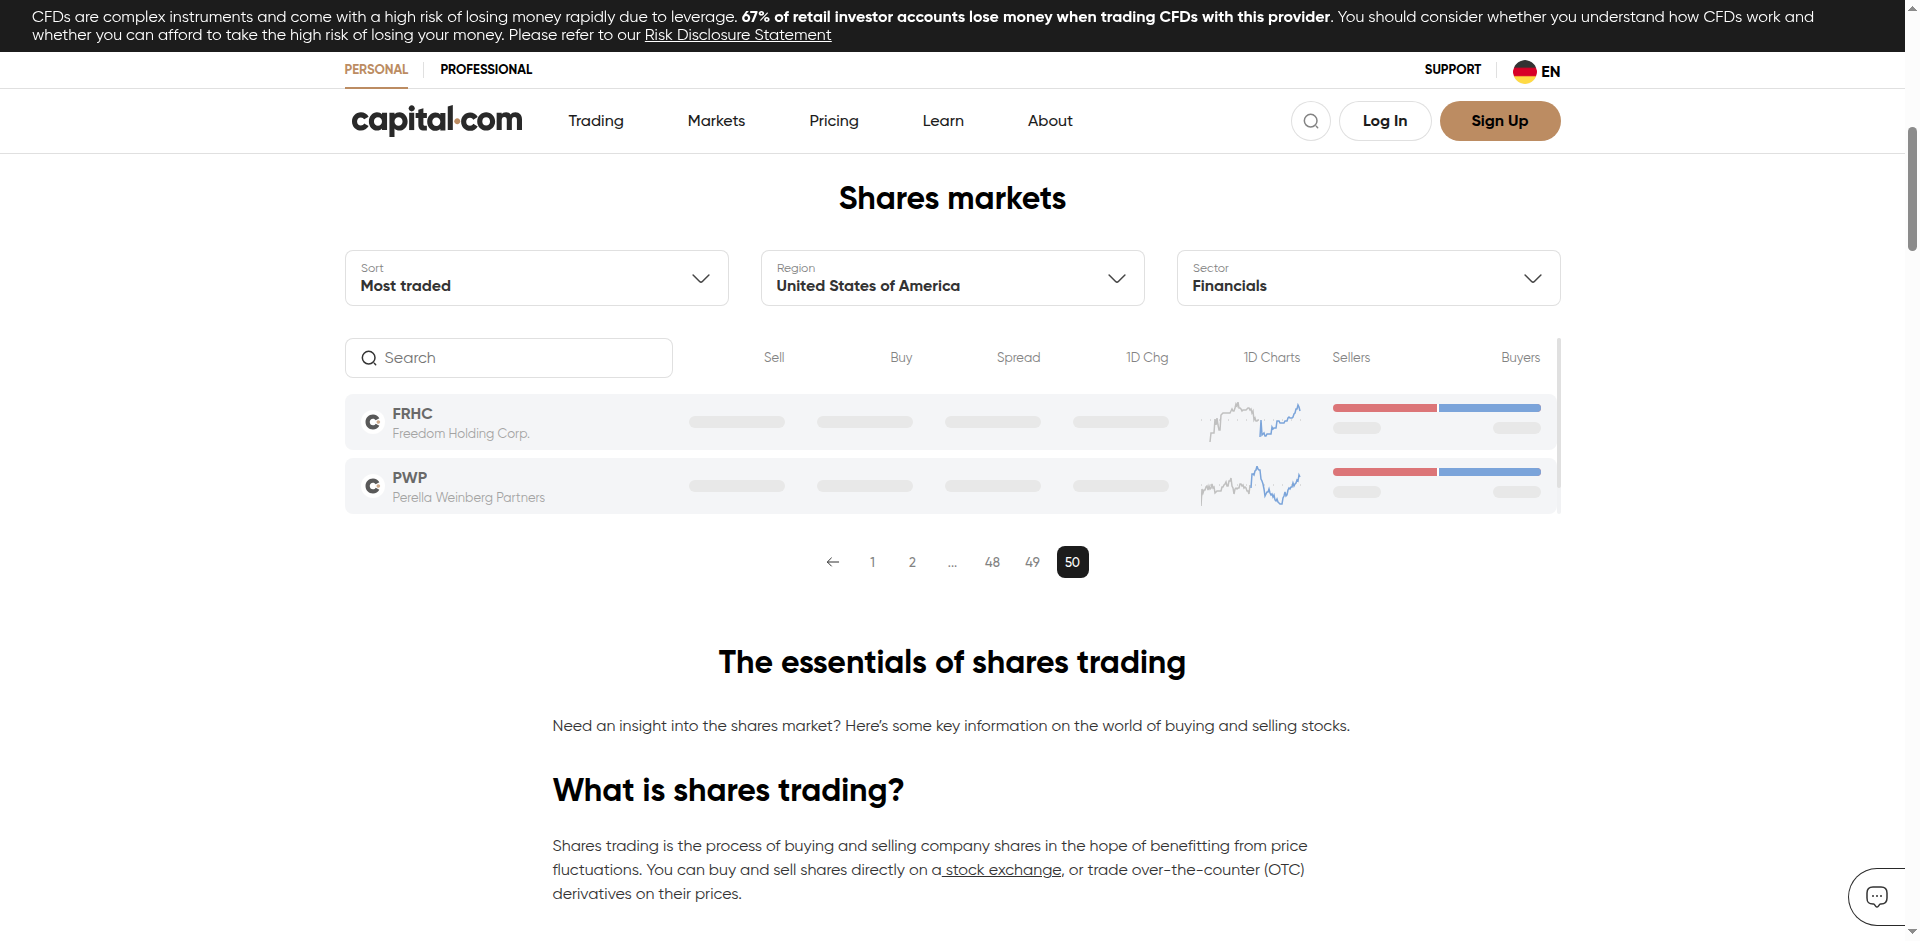 CFDs are complex instruments and come with a high risk of losing money rapidly due to leverage. 67% of retail investor accounts lose money when trading CFDs with this provider. You should consider whether you understand how CFDs work and
whether you can afford to take the high risk of losing your money. Please refer to our Risk Disclosure Statement
PERSONAL PROFESSIONAL SUPPORT EN
capital.com Trading Markets Pricing Learn About Log In Sign Up
Shares markets
Sort Region Sector
Most traded United States of America Financials
Search Sell Buy Spread 1D Chg 1D Charts Sellers Buyers
FRHC
Freedom Holding Corp.
PWP
Perella Weinberg Partners
1 2 ... 48 49 50
The essentials of shares trading
Need an insight into the shares market? Here’s some key information on the world of buying and selling stocks.
What is shares trading?
Shares trading is the process of buying and selling company shares in the hope of benefitting from price
fluctuations. You can buy and sell shares directly on a stock exchange, or trade over-the-counter (OTC)
derivatives on their prices.